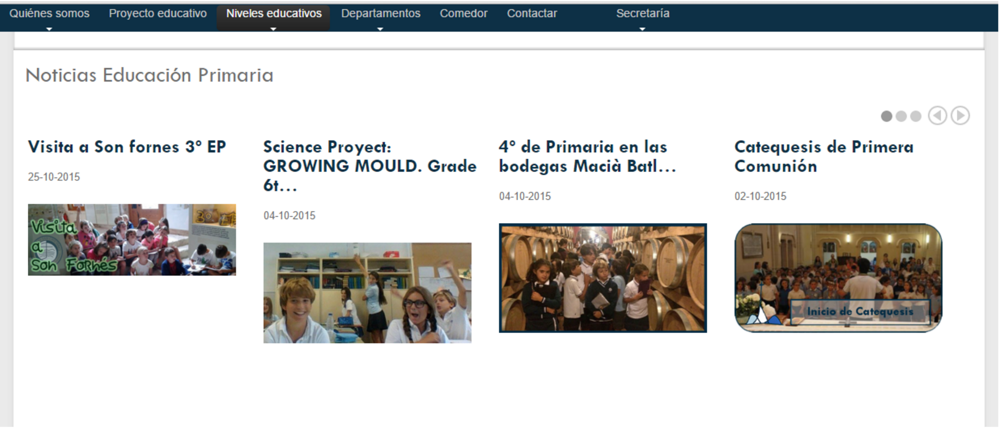 Quiénes somos
Proyecto educativo
Niveles educativos
Departamentos
Comedor
Contactar
Secretaría
Noticias Educación Primaria
Visita a Son fornes 3º EP
25-10-2015
Visita
a
Son Fornés
3º EP
Science Proyect:
GROWING MOULD. Grade
6t...
04-10-2015
4º de Primaria en las
bodegas Macià Batl...
04-10-2015
Catequesis de Primera
Comunión
02-10-2015
Inicio de Catequesis